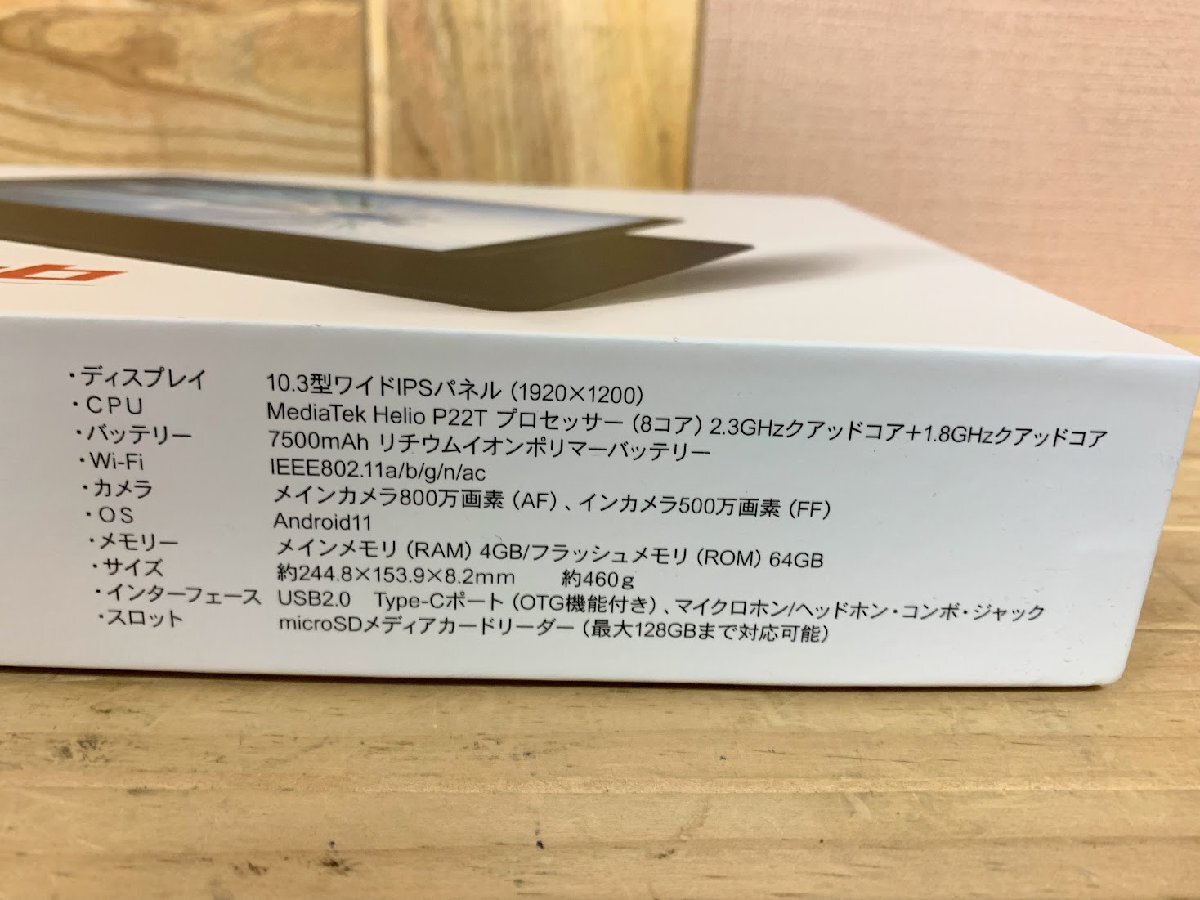 ・ディスプレイ 10.3型ワイドIPSパネル（1920×1200）
・CPU MediaTek Helio P22T プロセッサー（8コア）2.3GHzクアッドコア＋1.8GHzクアッドコア
・バッテリー 7500mAh リチウムイオンポリマーバッテリー
・Wi-Fi IEEE802.11a/b/g/n/ac
・カメラ メインカメラ800万画素（AF）、インカメラ500万画素（FF）
・OS Android11
・メモリー メインメモリ（RAM）4GB/フラッシュメモリ（ROM）64GB
・サイズ 約244.8×153.9×8.2mm 約460g
・インターフェース USB2.0 Type-Cポート（OTG機能付き）、マイクロホン/ヘッドホン・コンボ・ジャック
・スロット microSDメディアカードリーダー（最大128GBまで対応可能）